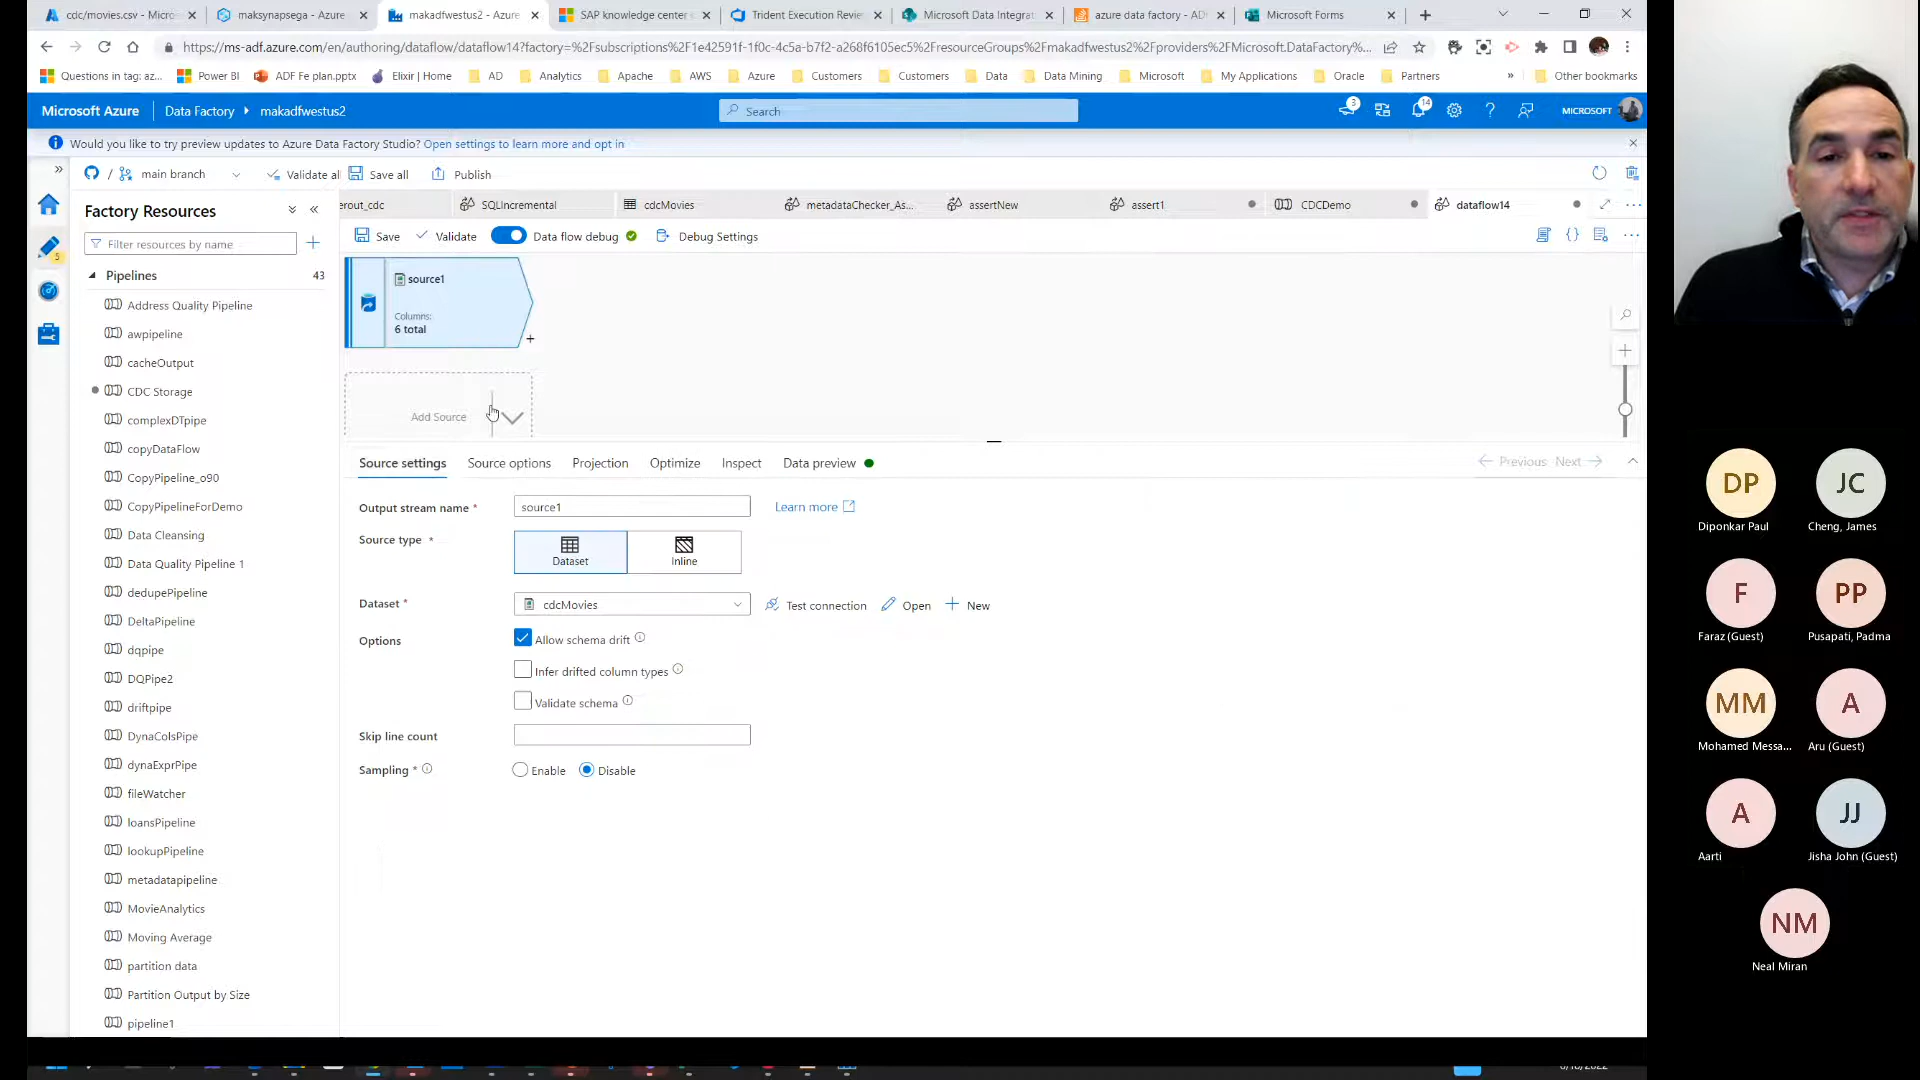 cdc/movies.csv - Micros
maksynapsega - Azure
makadfwestus2 - Azure
SAP knowledge center
Trident Execution Revie
Microsoft Data Integrat
azure data factory - AD
Microsoft Forms
https://ms-adf.azure.com/en/authoring/dataflow/dataflow14?factory=%2Fsubscriptions%2F1e42591f-1f0c-4c5a-b7f2-a268f6105ec5%2FresourceGroups%2Fmakadfwestus2%2Fproviders%2FMicrosoft.DataFactory%...
Questions in tag: az... Power BI ADF Fe plan.pptx Elixir | Home AD Analytics Apache AWS Azure Customers Customers Data Data Mining Microsoft My Applications Oracle Partners » Other bookmarks
Microsoft Azure Data Factory makadfwestus2 Search 3 14 MICROSOFT
Would you like to try preview updates to Azure Data Factory Studio? Open settings to learn more and opt in
/ main branch Validate all Save all Publish
Factory Resources
Filter resources by name
5
Pipelines 43
Address Quality Pipeline
awpipeline
cacheOutput
CDC Storage
complexDTpipe
copyDataFlow
CopyPipeline_o90
CopyPipelineForDemo
Data Cleansing
Data Quality Pipeline 1
dedupePipeline
DeltaPipeline
dqpipe
DQPipe2
driftpipe
DynaColsPipe
dynaExprPipe
fileWatcher
loansPipeline
lookupPipeline
metadatapipeline
MovieAnalytics
Moving Average
partition data
Partition Output by Size
pipeline1
erout_cdc SQLIncremental cdcMovies metadataChecker_As... assertNew assert1 CDCDemo dataflow14
Save Validate Data flow debug Debug Settings
source1
Columns:
6 total
+
Add Source
Source settings Source options Projection Optimize Inspect Data preview Previous Next
Output stream name * source1 Learn more
Source type * Dataset Inline
Dataset * cdcMovies Test connection Open New
Options Allow schema drift
Infer drifted column types
Validate schema
Skip line count
Sampling * Enable Disable
DP JC
Diponkar Paul Cheng, James
F PP
Faraz (Guest) Pusapati, Padma
MM A
Mohamed Messa... Aru (Guest)
A JJ
Aarti Jisha John (Guest)
NM
Neal Miran